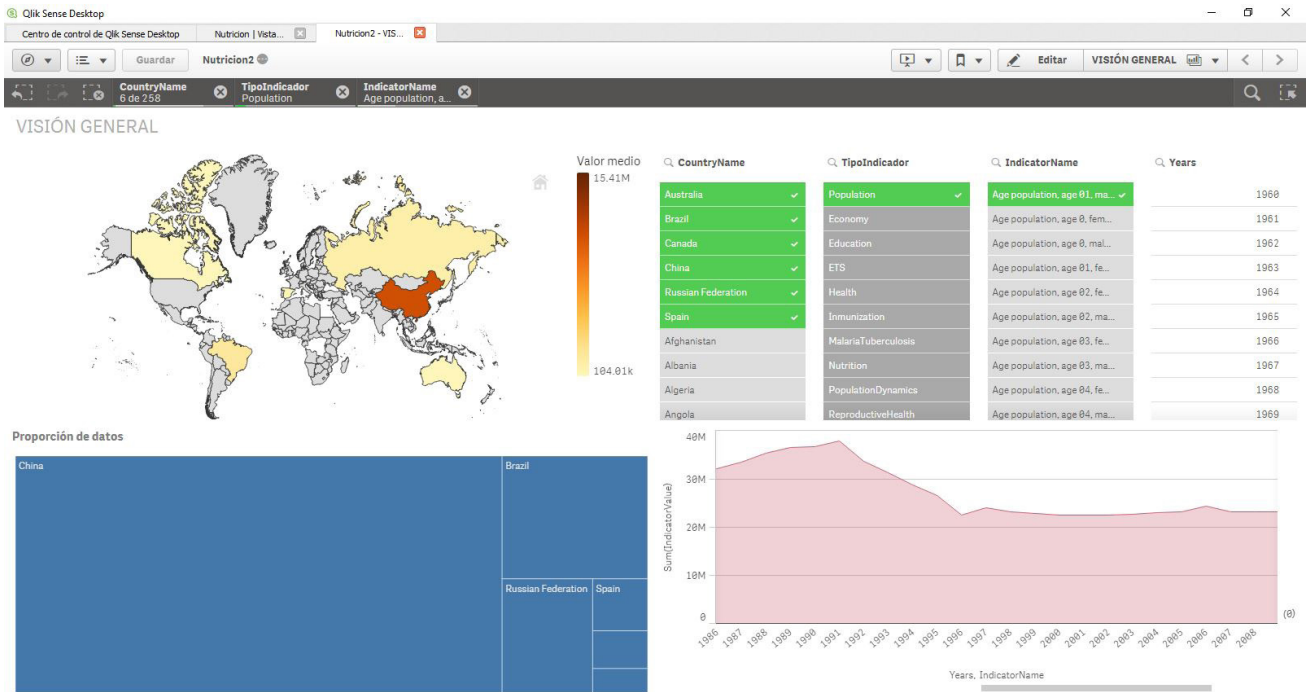 Qlik Sense Desktop
Centro de control de Qlik Sense Desktop
Nutricion | Vista...
Nutricion2 - VIS...
Guardar
Nutricion2
Editar
VISIÓN GENERAL
CountryName
6 de 258
TipoIndicador
Population
IndicatorName
Age population, a...
VISIÓN GENERAL
Valor medio
15.41M
104.01k
CountryName
Australia
Brazil
Canada
China
Russian Federation
Spain
Afghanistan
Albania
Algeria
Angola
TipoIndicador
Population
Economy
Education
ETS
Health
Inmunization
MalariaTuberculosis
Nutrition
PopulationDynamics
ReproductiveHealth
IndicatorName
Age population, age 01, ma...
Age population, age 0, fem...
Age population, age 0, mal...
Age population, age 01, fe...
Age population, age 02, fe...
Age population, age 02, ma...
Age population, age 03, fe...
Age population, age 03, ma...
Age population, age 04, fe...
Age population, age 04, ma...
Years
1960
1961
1962
1963
1964
1965
1966
1967
1968
1969
Proporción de datos
China
Brazil
Russian Federation
Spain
Sum(IndicatorValue)
40M
30M
20M
10M
0
(0)
1986
1987
1988
1989
1990
1991
1992
1993
1994
1995
1996
1997
1998
1999
2000
2001
2002
2003
2004
2005
2006
2007
2008
Years, IndicatorName